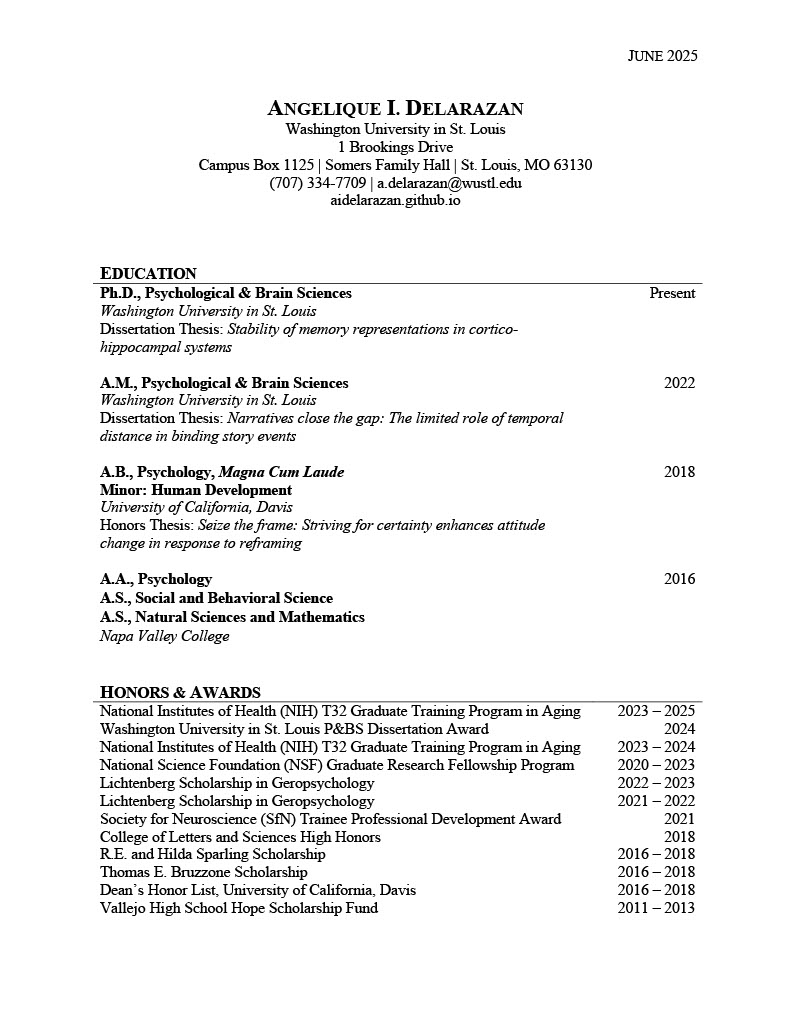 JUNE 2025
ANGELIQUE I. DELARAZAN
Washington University in St. Louis
1 Brookings Drive
Campus Box 1125 | Somers Family Hall | St. Louis, MO 63130
(707) 334-7709 | a.delarazan@wustl.edu
aidelarazan.github.io
EDUCATION
Ph.D., Psychological & Brain Sciences Present
Washington University in St. Louis
Dissertation Thesis: Stability of memory representations in cortico-
hippocampal systems
A.M., Psychological & Brain Sciences 2022
Washington University in St. Louis
Dissertation Thesis: Narratives close the gap: The limited role of temporal
distance in binding story events
A.B., Psychology, Magna Cum Laude 2018
Minor: Human Development
University of California, Davis
Honors Thesis: Seize the frame: Striving for certainty enhances attitude
change in response to reframing
A.A., Psychology 2016
A.S., Social and Behavioral Science
A.S., Natural Sciences and Mathematics
Napa Valley College
HONORS & AWARDS
National Institutes of Health (NIH) T32 Graduate Training Program in Aging 2023 – 2025
Washington University in St. Louis P&BS Dissertation Award 2024
National Institutes of Health (NIH) T32 Graduate Training Program in Aging 2023 – 2024
National Science Foundation (NSF) Graduate Research Fellowship Program 2020 – 2023
Lichtenberg Scholarship in Geropsychology 2022 – 2023
Lichtenberg Scholarship in Geropsychology 2021 – 2022
Society for Neuroscience (SfN) Trainee Professional Development Award 2021
College of Letters and Sciences High Honors 2018
R.E. and Hilda Sparling Scholarship 2016 – 2018
Thomas E. Bruzzone Scholarship 2016 – 2018
Dean’s Honor List, University of California, Davis 2016 – 2018
Vallejo High School Hope Scholarship Fund 2011 – 2013